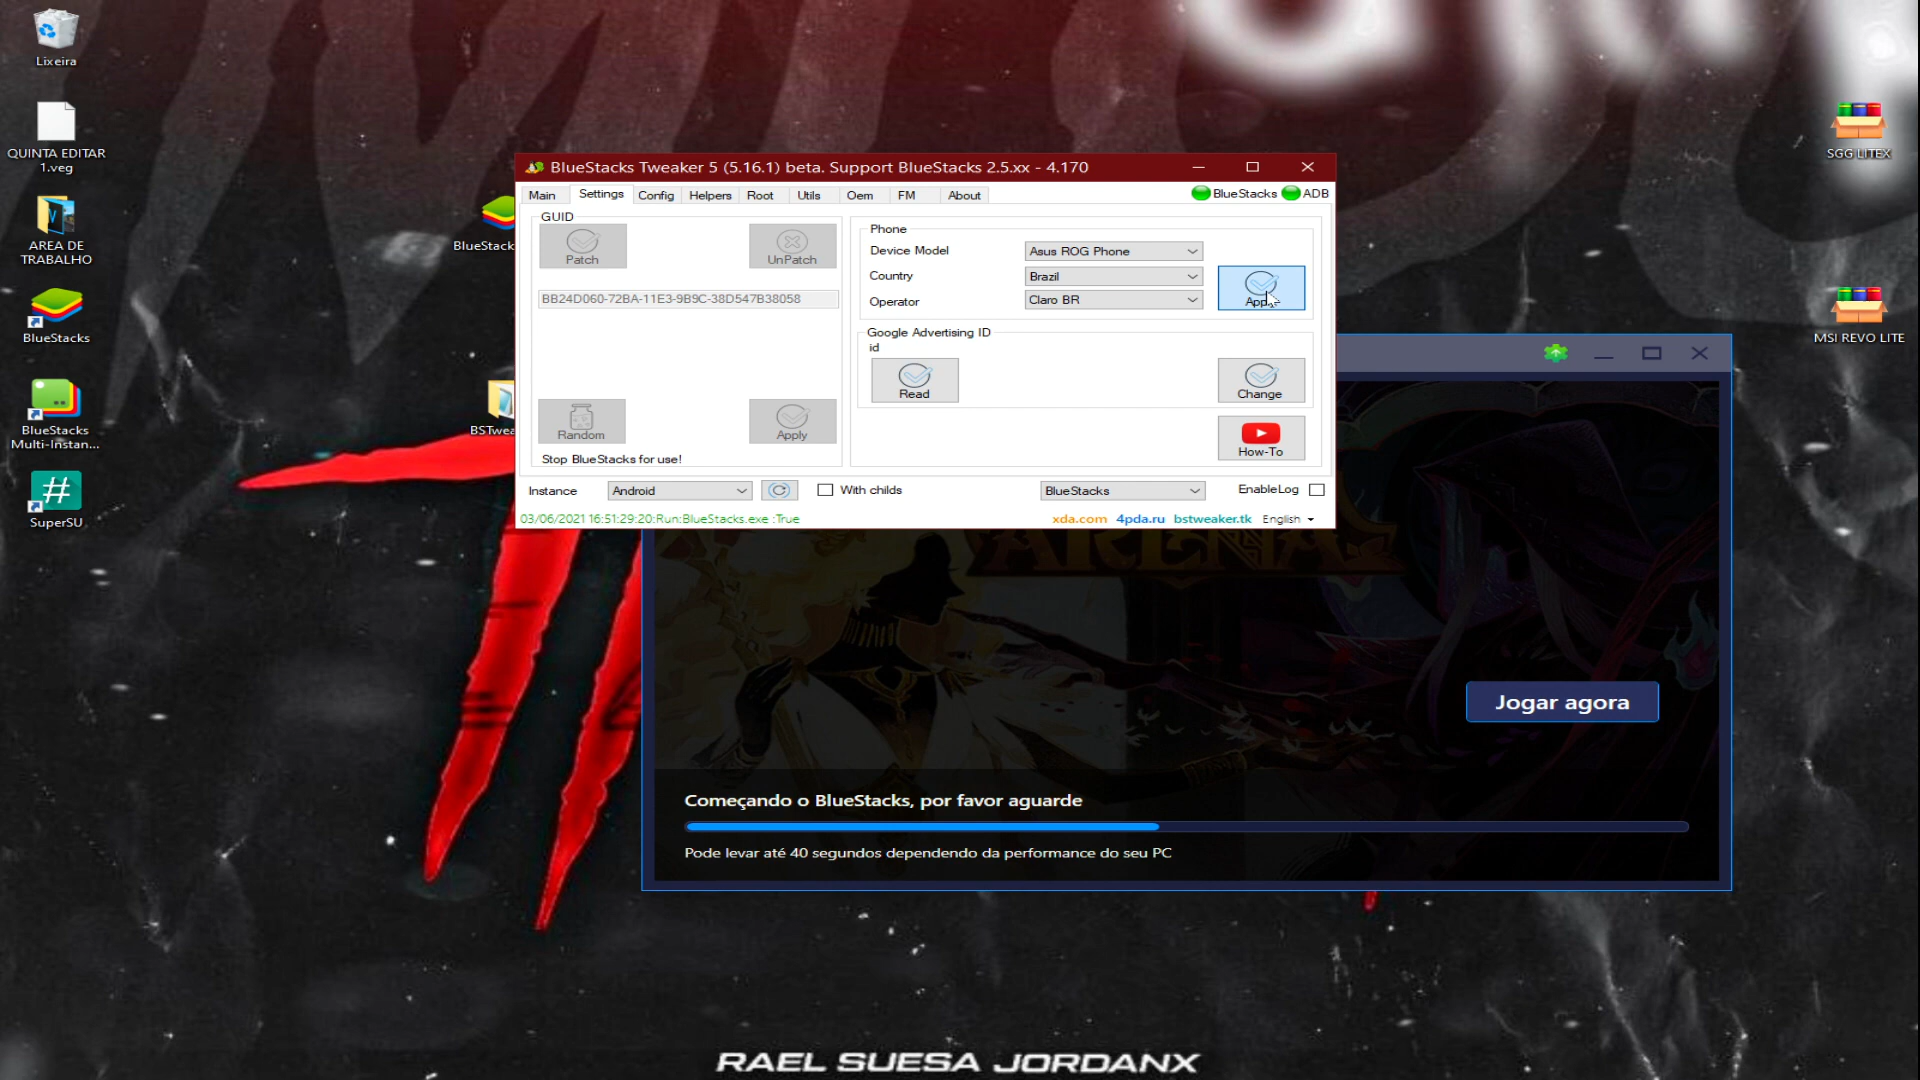 Lixeira
QUINTA EDITAR
1.veg
AREA DE
TRABALHO
BlueStacks
BlueStacks
Multi-Instan...
#
SuperSU
BlueStack
BSTwea
SGG LITEX
MSI REVO LITE
BlueStacks Tweaker 5 (5.16.1) beta. Support BlueStacks 2.5.xx - 4.170
Main Settings Config Helpers Root Utils Oem FM About BlueStacks ADB
GUID
Patch UnPatch
BB24D060-72BA-11E3-9B9C-38D547B38058
Random Apply
Stop BlueStacks for use!
Phone
Device Model Asus ROG Phone
Country Brazil
Operator Claro BR
Google Advertising ID
id
Read Change
How-To
Instance Android With childs BlueStacks EnableLog
03/06/2021 16:51:29:20:Run:BlueStacks.exe :True xda.com 4pda.ru bstweaker.tk English
ARENA
Jogar agora
Começando o BlueStacks, por favor aguarde
Pode levar até 40 segundos dependendo da performance do seu PC
RAEL SUESA JORDANX